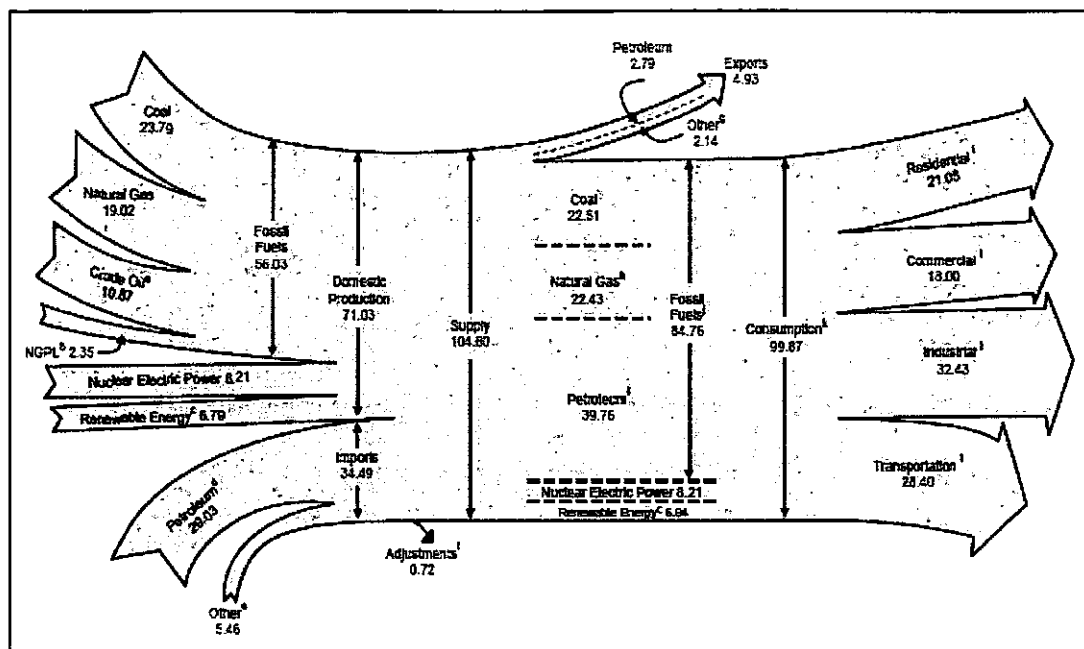 Petroleum
2.79
Exports
4.93
Other^g
2.14
Coal
23.79
Natural Gas
19.02
Crude Oil^a
10.87
NGPL^b 2.35
Nuclear Electric Power 8.21
Renewable Energy^c 6.79
Petroleum^d
29.03
Other^e
5.46
Fossil
Fuels
56.03
Domestic
Production
71.03
Imports
34.49
Adjustments^f
0.72
Supply
104.80
Coal
22.51
Natural Gas^h
22.43
Petroleum^i
39.76
Nuclear Electric Power 8.21
Renewable Energy^c 6.84
Fossil
Fuels^j
84.76
Consumption^k
99.87
Residential^l
21.05
Commercial^l
18.00
Industrial^l
32.43
Transportation^l
28.40